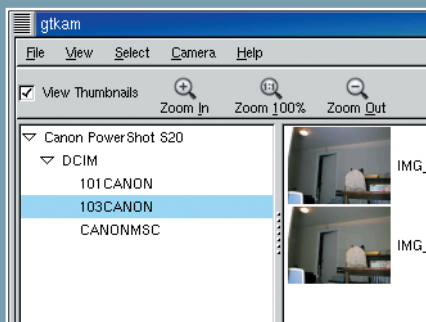 gtkam
File View Select Camera Help
View Thumbnails Zoom In Zoom 100% Zoom Out
Canon PowerShot S20
DCIM
101CANON
103CANON
CANONMSC
IMG_
IMG_